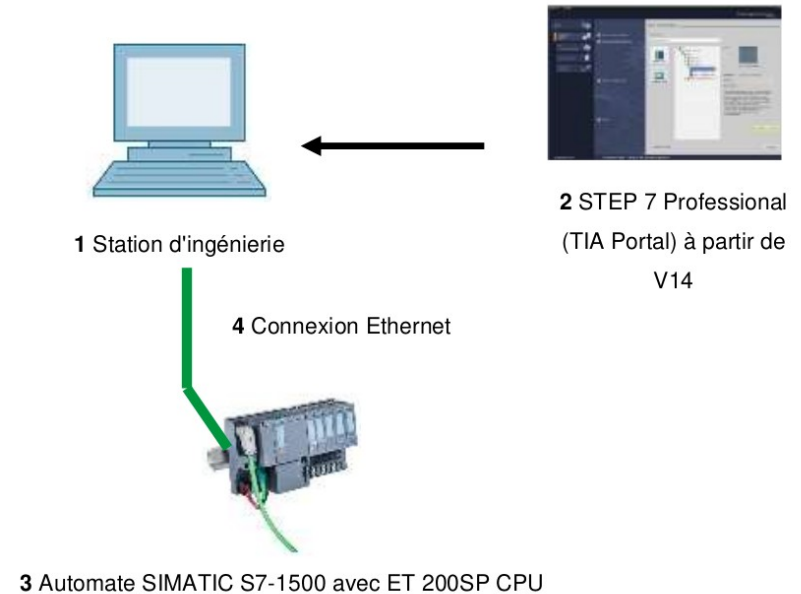 2 STEP 7 Professional
(TIA Portal) à partir de
V14
1 Station d'ingénierie
4 Connexion Ethernet
3 Automate SIMATIC S7-1500 avec ET 200SP CPU